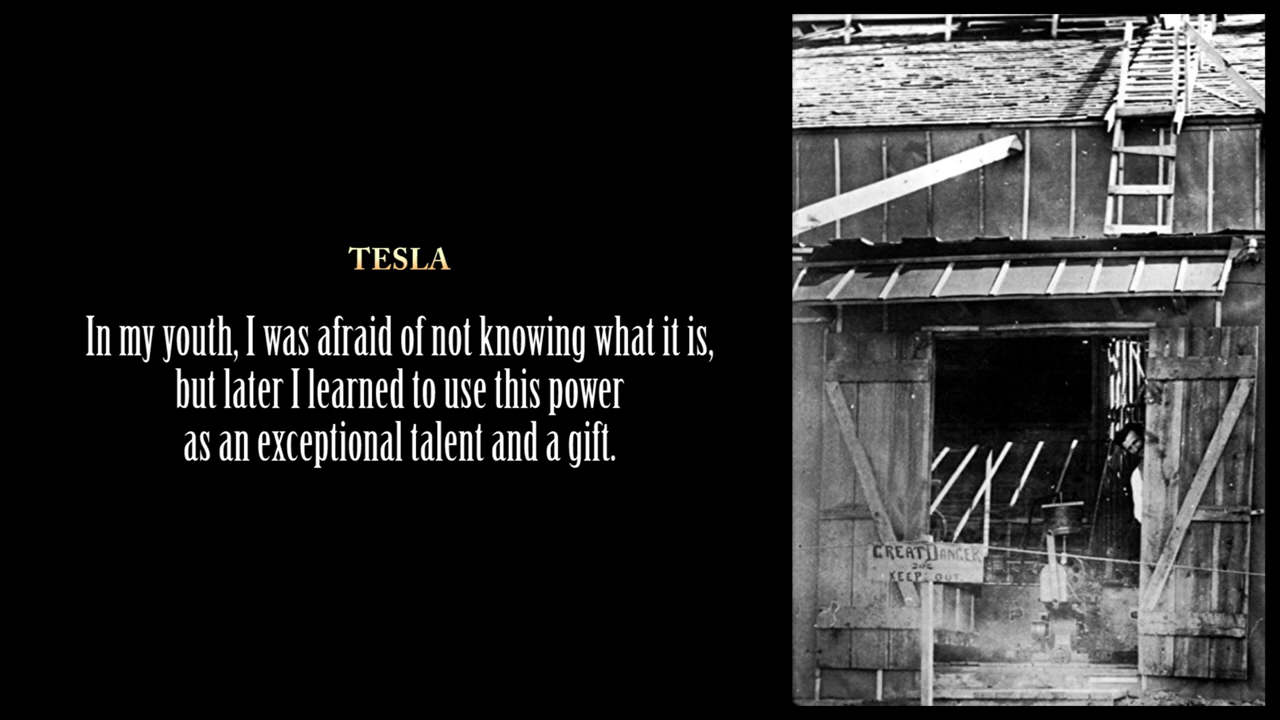 TESLA
In my youth, I was afraid of not knowing what it is,
but later I learned to use this power
as an exceptional talent and a gift.
GREAT DANGER
KEEP OUT